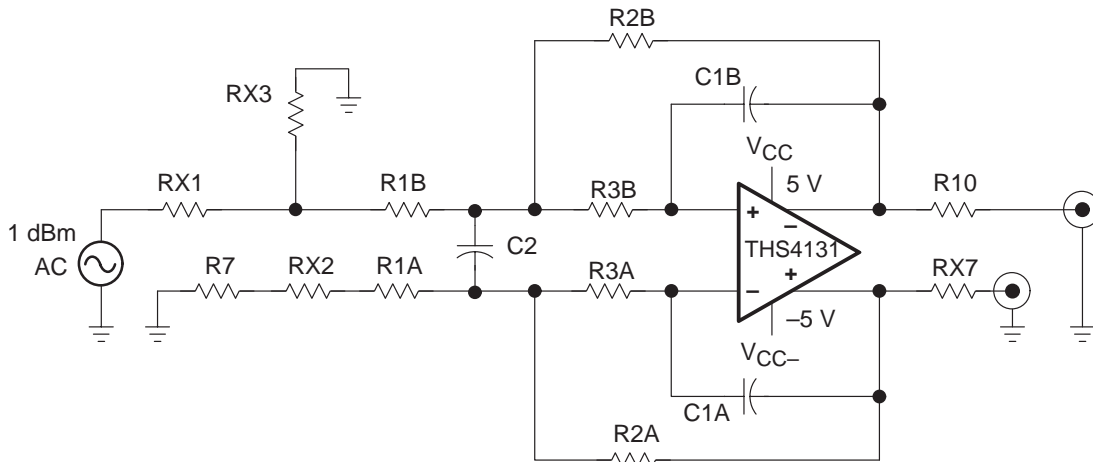 R2B
C1B
RX3
VCC
5 V
RX1
R1B
R3B
R10
+
−
1 dBm
AC
C2
THS4131
R7
RX2
R1A
R3A
+
−
RX7
–5 V
VCC–
C1A
R2A